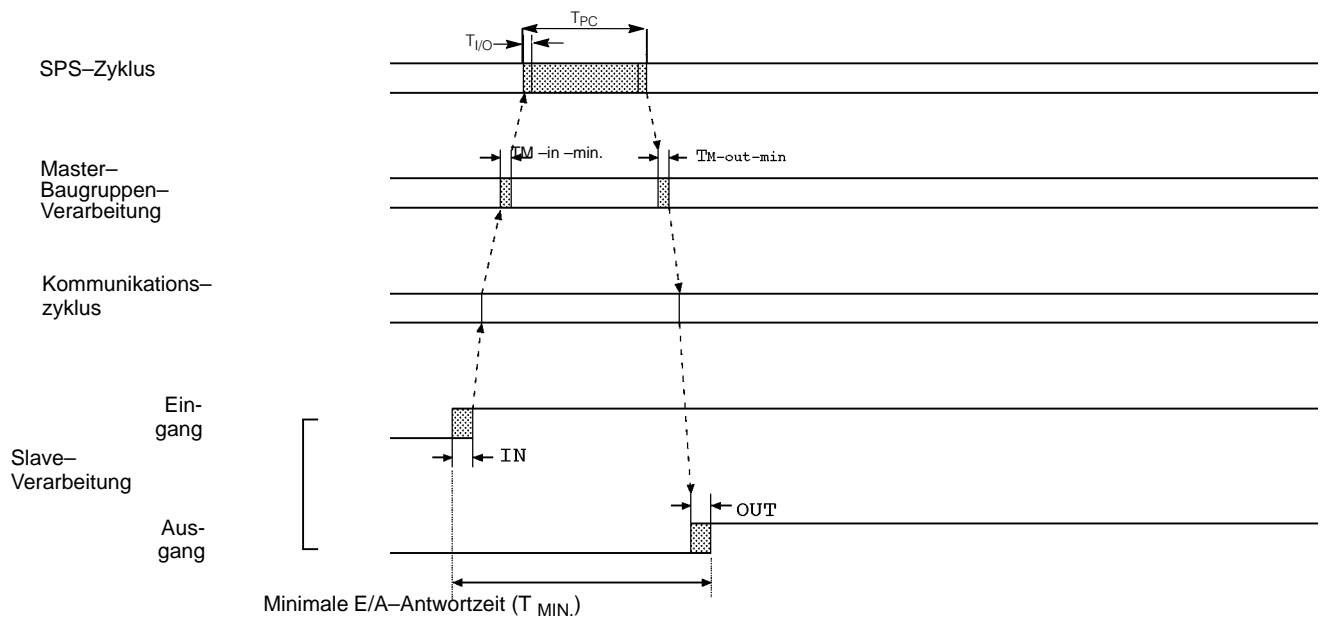 TPC
TI/O
SPS–Zyklus
TM –in –min.
TM–out–min
Master–
Baugruppen–
Verarbeitung
Kommunikations–
zyklus
Ein-
gang
IN
Slave–
Verarbeitung
OUT
Aus-
gang
Minimale E/A–Antwortzeit (T MIN.)